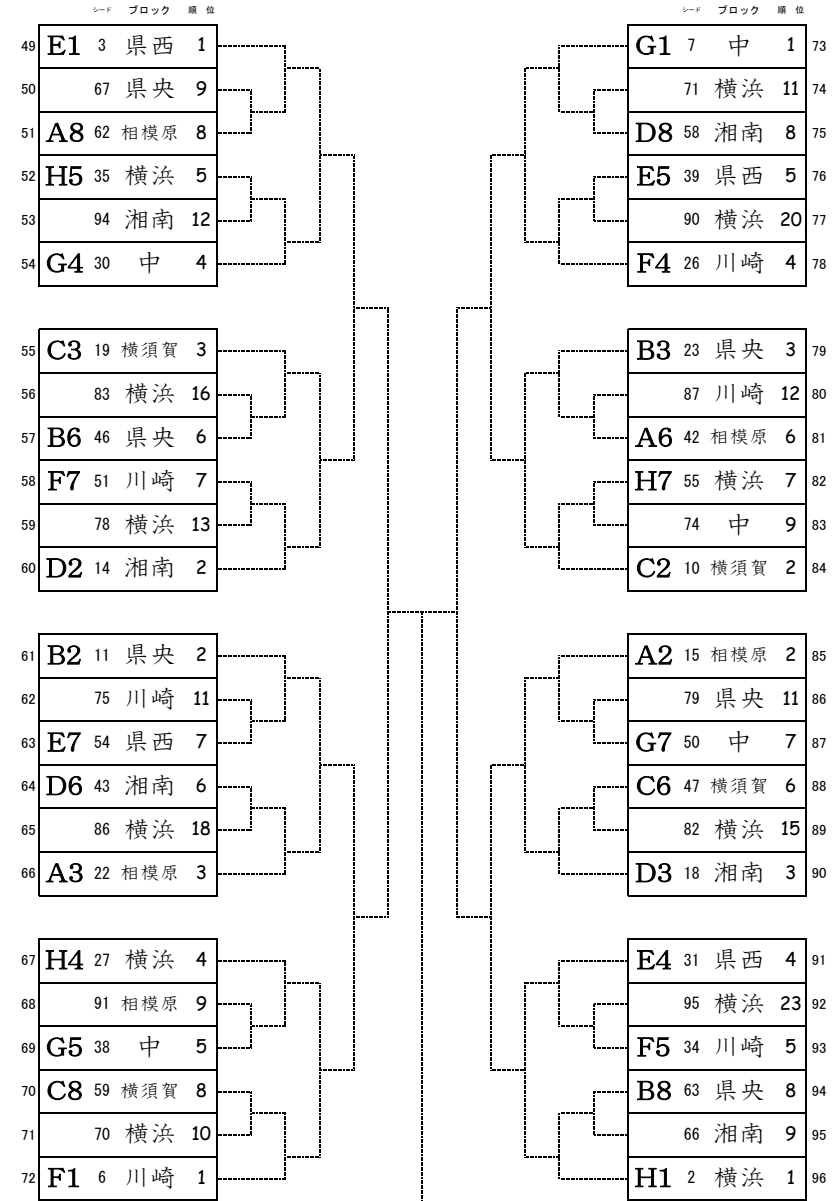 シード ブロック 順 位
49 E1 3 県西 1
50 67 県央 9
51 A8 62 相模原 8
52 H5 35 横浜 5
53 94 湘南 12
54 G4 30 中 4
55 C3 19 横須賀 3
56 83 横浜 16
57 B6 46 県央 6
58 F7 51 川崎 7
59 78 横浜 13
60 D2 14 湘南 2
61 B2 11 県央 2
62 75 川崎 11
63 E7 54 県西 7
64 D6 43 湘南 6
65 86 横浜 18
66 A3 22 相模原 3
67 H4 27 横浜 4
68 91 相模原 9
69 G5 38 中 5
70 C8 59 横須賀 8
71 70 横浜 10
72 F1 6 川崎 1
シード ブロック 順 位
G1 7 中 1 73
71 横浜 11 74
D8 58 湘南 8 75
E5 39 県西 5 76
90 横浜 20 77
F4 26 川崎 4 78
B3 23 県央 3 79
87 川崎 12 80
A6 42 相模原 6 81
H7 55 横浜 7 82
74 中 9 83
C2 10 横須賀 2 84
A2 15 相模原 2 85
79 県央 11 86
G7 50 中 7 87
C6 47 横須賀 6 88
82 横浜 15 89
D3 18 湘南 3 90
E4 31 県西 4 91
95 横浜 23 92
F5 34 川崎 5 93
B8 63 県央 8 94
66 湘南 9 95
H1 2 横浜 1 96